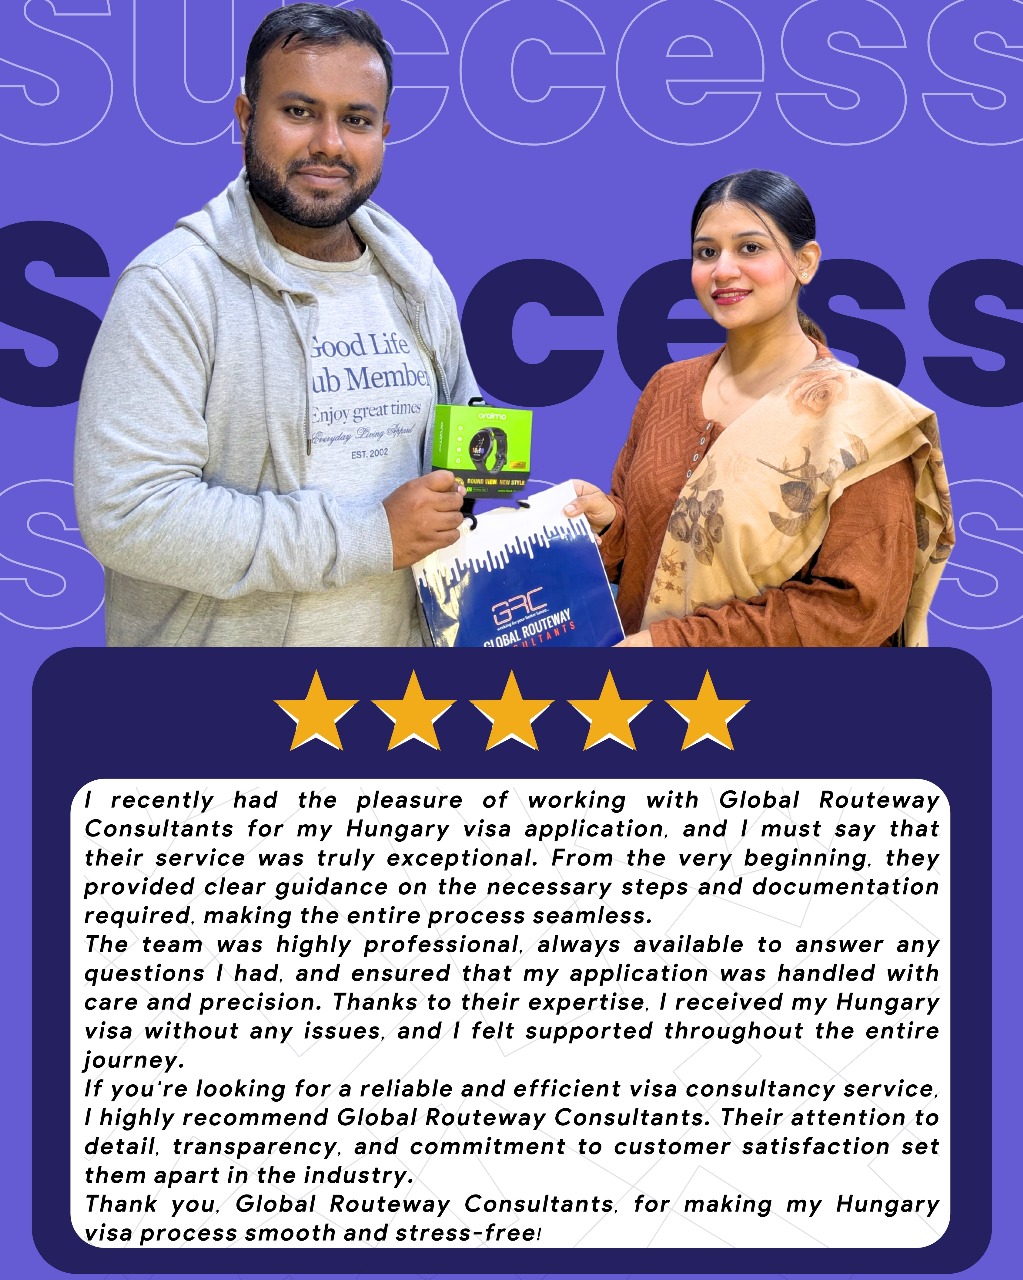 Success
Success
Good Life
ub Member
Enjoy great times
Everyday Living Apparel
EST. 2002
oraimo
ROUND VIEW, NEW STYLE
GRC
GLOBAL ROUTEWAY
I recently had the pleasure of working with Global Routeway
Consultants for my Hungary visa application, and I must say that
their service was truly exceptional. From the very beginning, they
provided clear guidance on the necessary steps and documentation
required, making the entire process seamless.
The team was highly professional, always available to answer any
questions I had, and ensured that my application was handled with
care and precision. Thanks to their expertise, I received my Hungary
visa without any issues, and I felt supported throughout the entire
journey.
If you're looking for a reliable and efficient visa consultancy service,
I highly recommend Global Routeway Consultants. Their attention to
detail, transparency, and commitment to customer satisfaction set
them apart in the industry.
Thank you, Global Routeway Consultants, for making my Hungary
visa process smooth and stress-free!